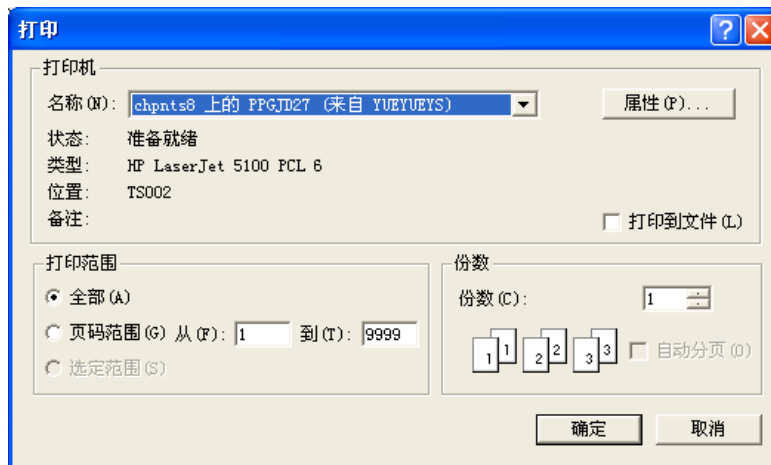 打印
打印机
名称(N): chpnts8 上的 PPGJD27 (来自 YUEYUEYS) 属性(P)...
状态: 准备就绪
类型: HP LaserJet 5100 PCL 6
位置: TS002
备注: 打印到文件(L)
打印范围
全部(A)
页码范围(G) 从(F): 1 到(T): 9999
选定范围(S)
份数
份数(C): 1
1 1 2 2 3 3 自动分页(O)
确定 取消